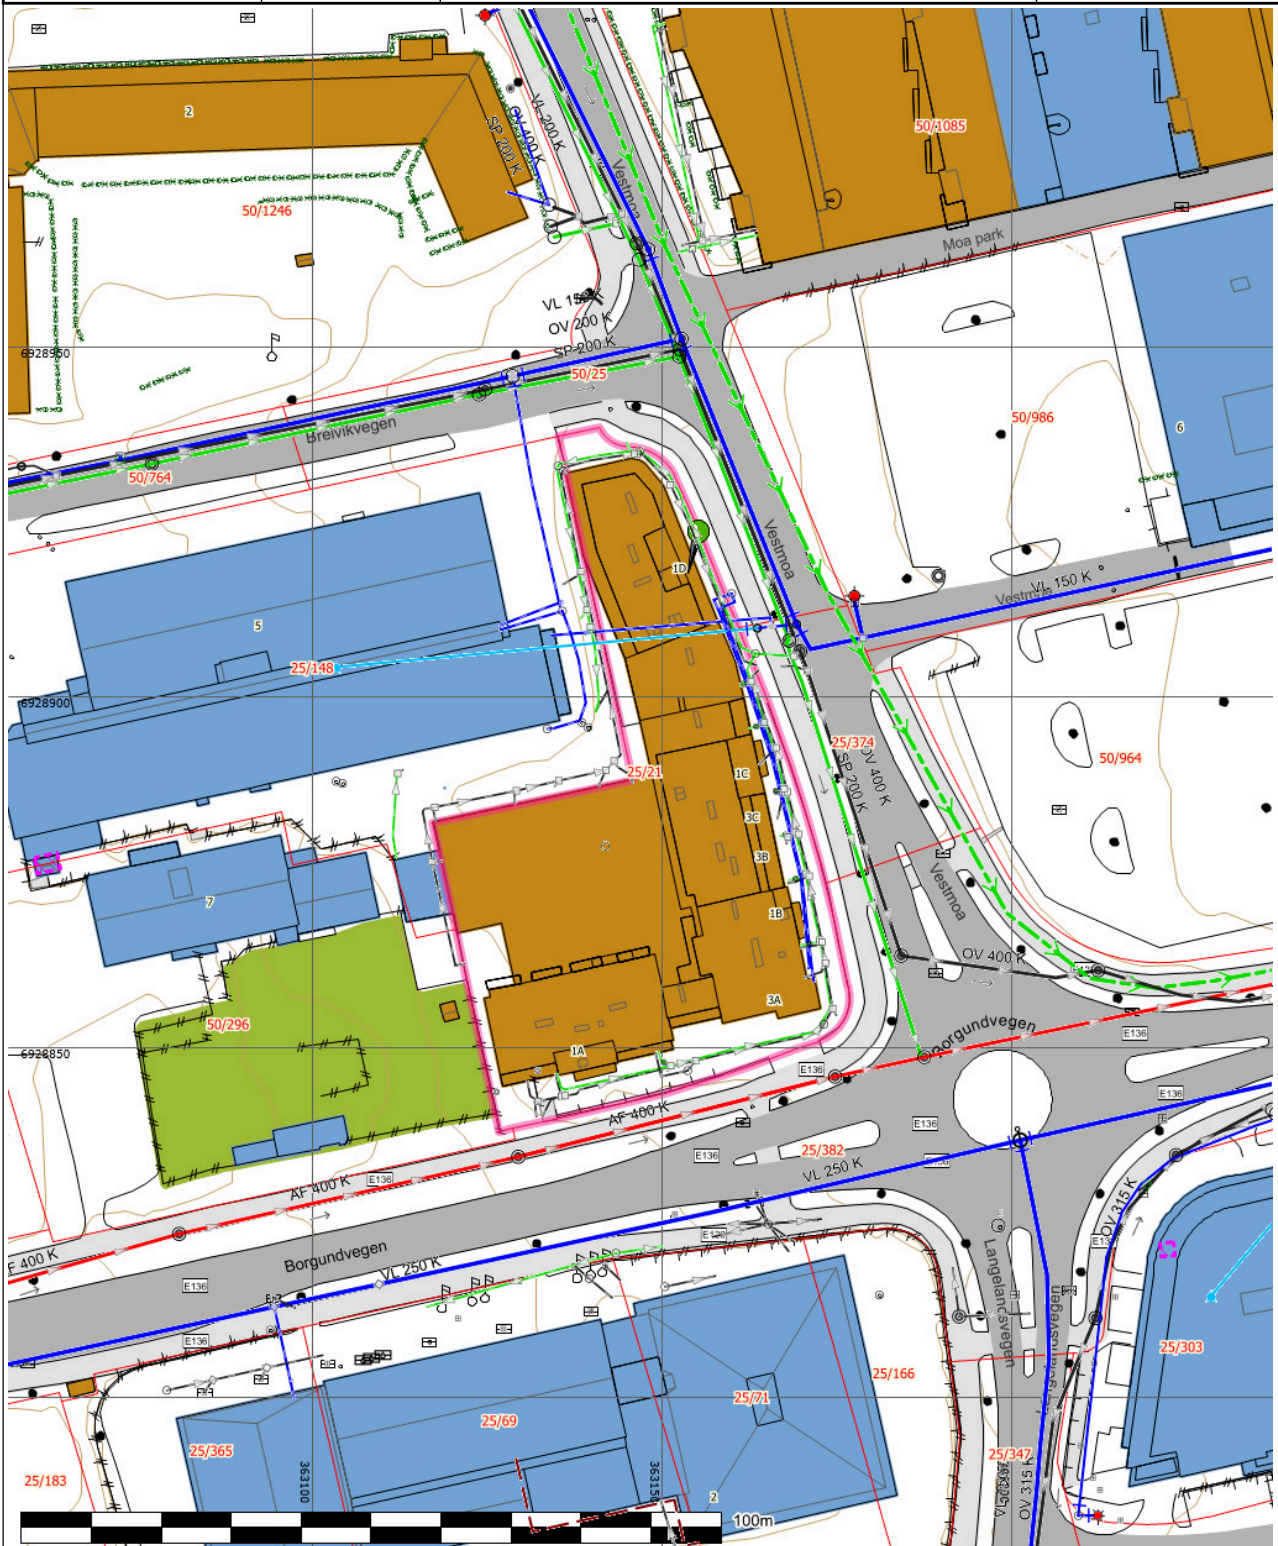 2
50/1246
VL 200 K
OV 400 K
SP 200 K
Vestmoa
50/1085
Moa park
OV 200 K
SP 200 K
6928950
50/25
Breivikvegen
50/764
50/986
6
Vestmoa
1D
VL 150 K
5
25/148
6928900
25/374
OV 400 K
SP 200 K
50/964
25/21
1C
3C
3B
1B
7
Vestmoa
OV 400 K
3A
50/296
6928850
1A
Borgundvegen
E136
E136
E136
AF 400 K
E136
25/382
E136
VL 250 K
AF 400 K
E136
OV 315 K
F 400 K
Borgundvegen
VL 250 K
E136
E136
Langelandsvegen
25/303
25/166
25/71
25/69
25/365
25/183
25/347
363100
363150
OV 315 K
2
100m